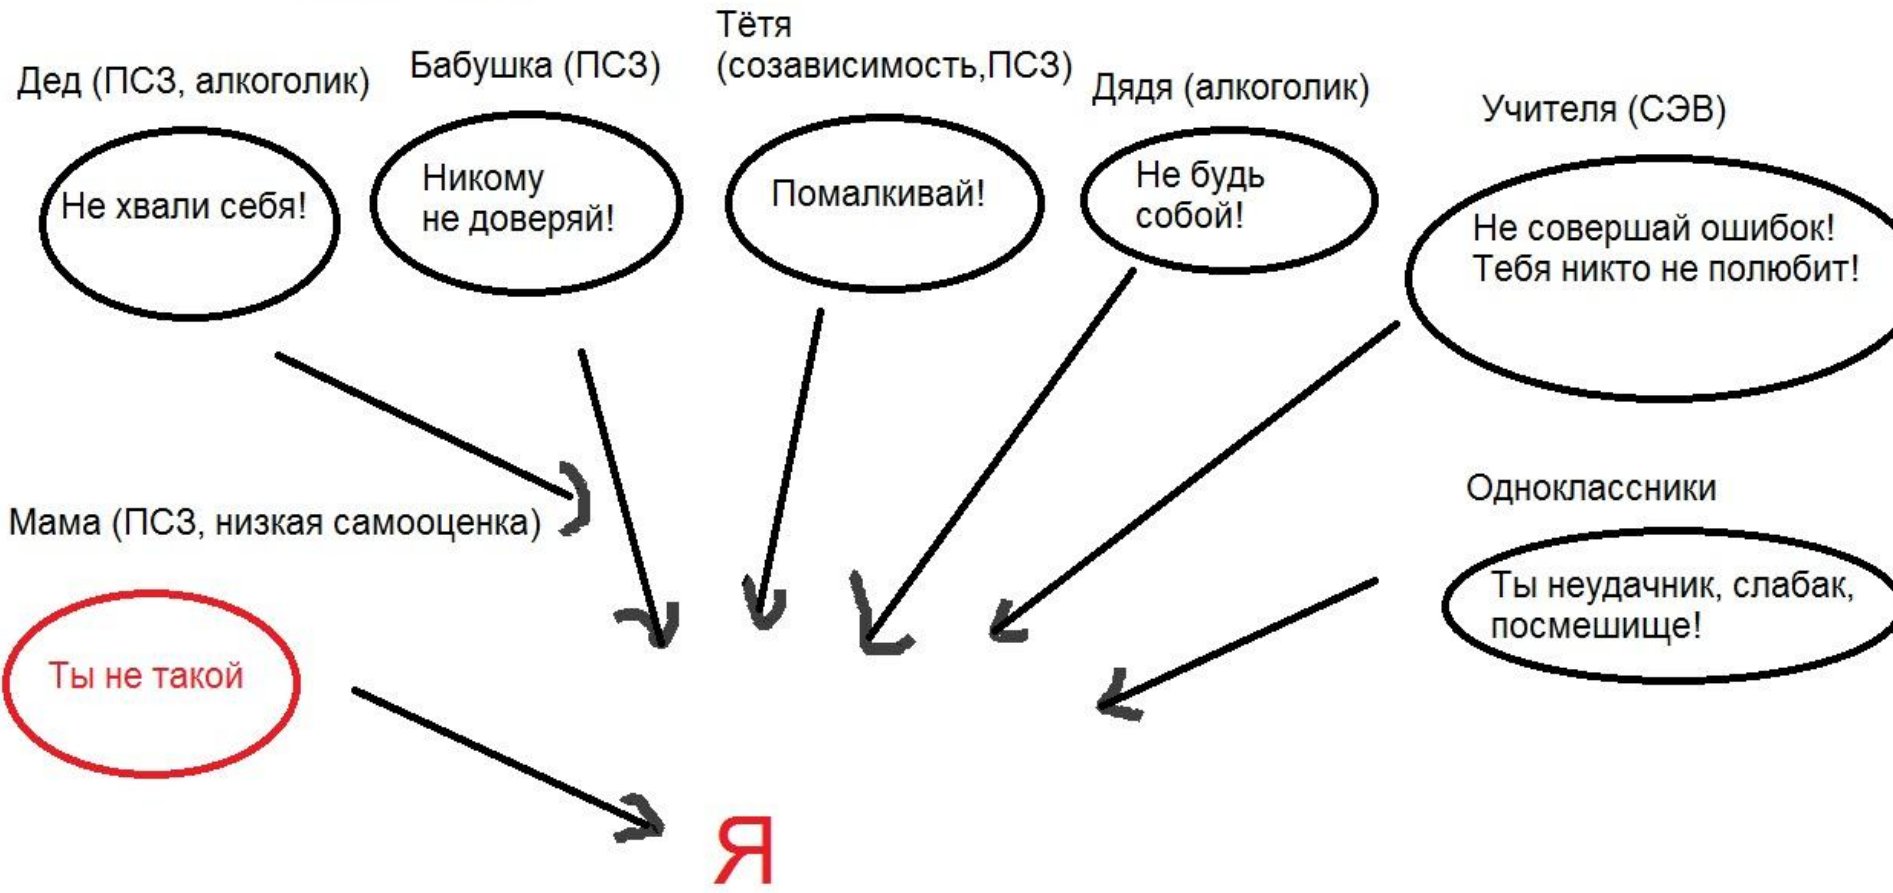 Тётя
(созависимость,ПСЗ)
Дед (ПСЗ, алкоголик)
Бабушка (ПСЗ)
Дядя (алкоголик)
Учителя (СЭВ)
Не хвали себя!
Никому
не доверяй!
Помалкивай!
Не будь
собой!
Не совершай ошибок!
Тебя никто не полюбит!
Мама (ПСЗ, низкая самооценка)
Одноклассники
Ты не такой
Ты неудачник, слабак,
посмешище!
Я